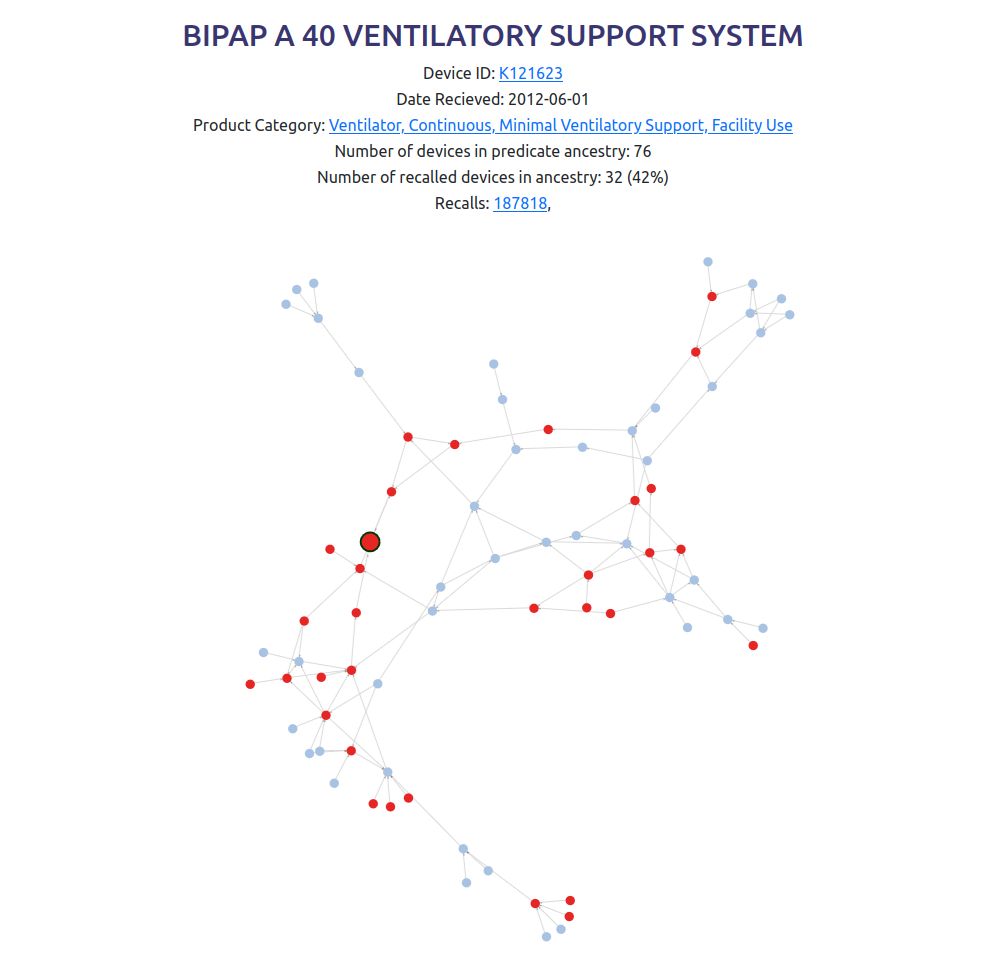 BIPAP A 40 VENTILATORY SUPPORT SYSTEM
Device ID: K121623
Date Recieved: 2012-06-01
Product Category: Ventilator, Continuous, Minimal Ventilatory Support, Facility Use
Number of devices in predicate ancestry: 76
Number of recalled devices in ancestry: 32 (42%)
Recalls: 187818,